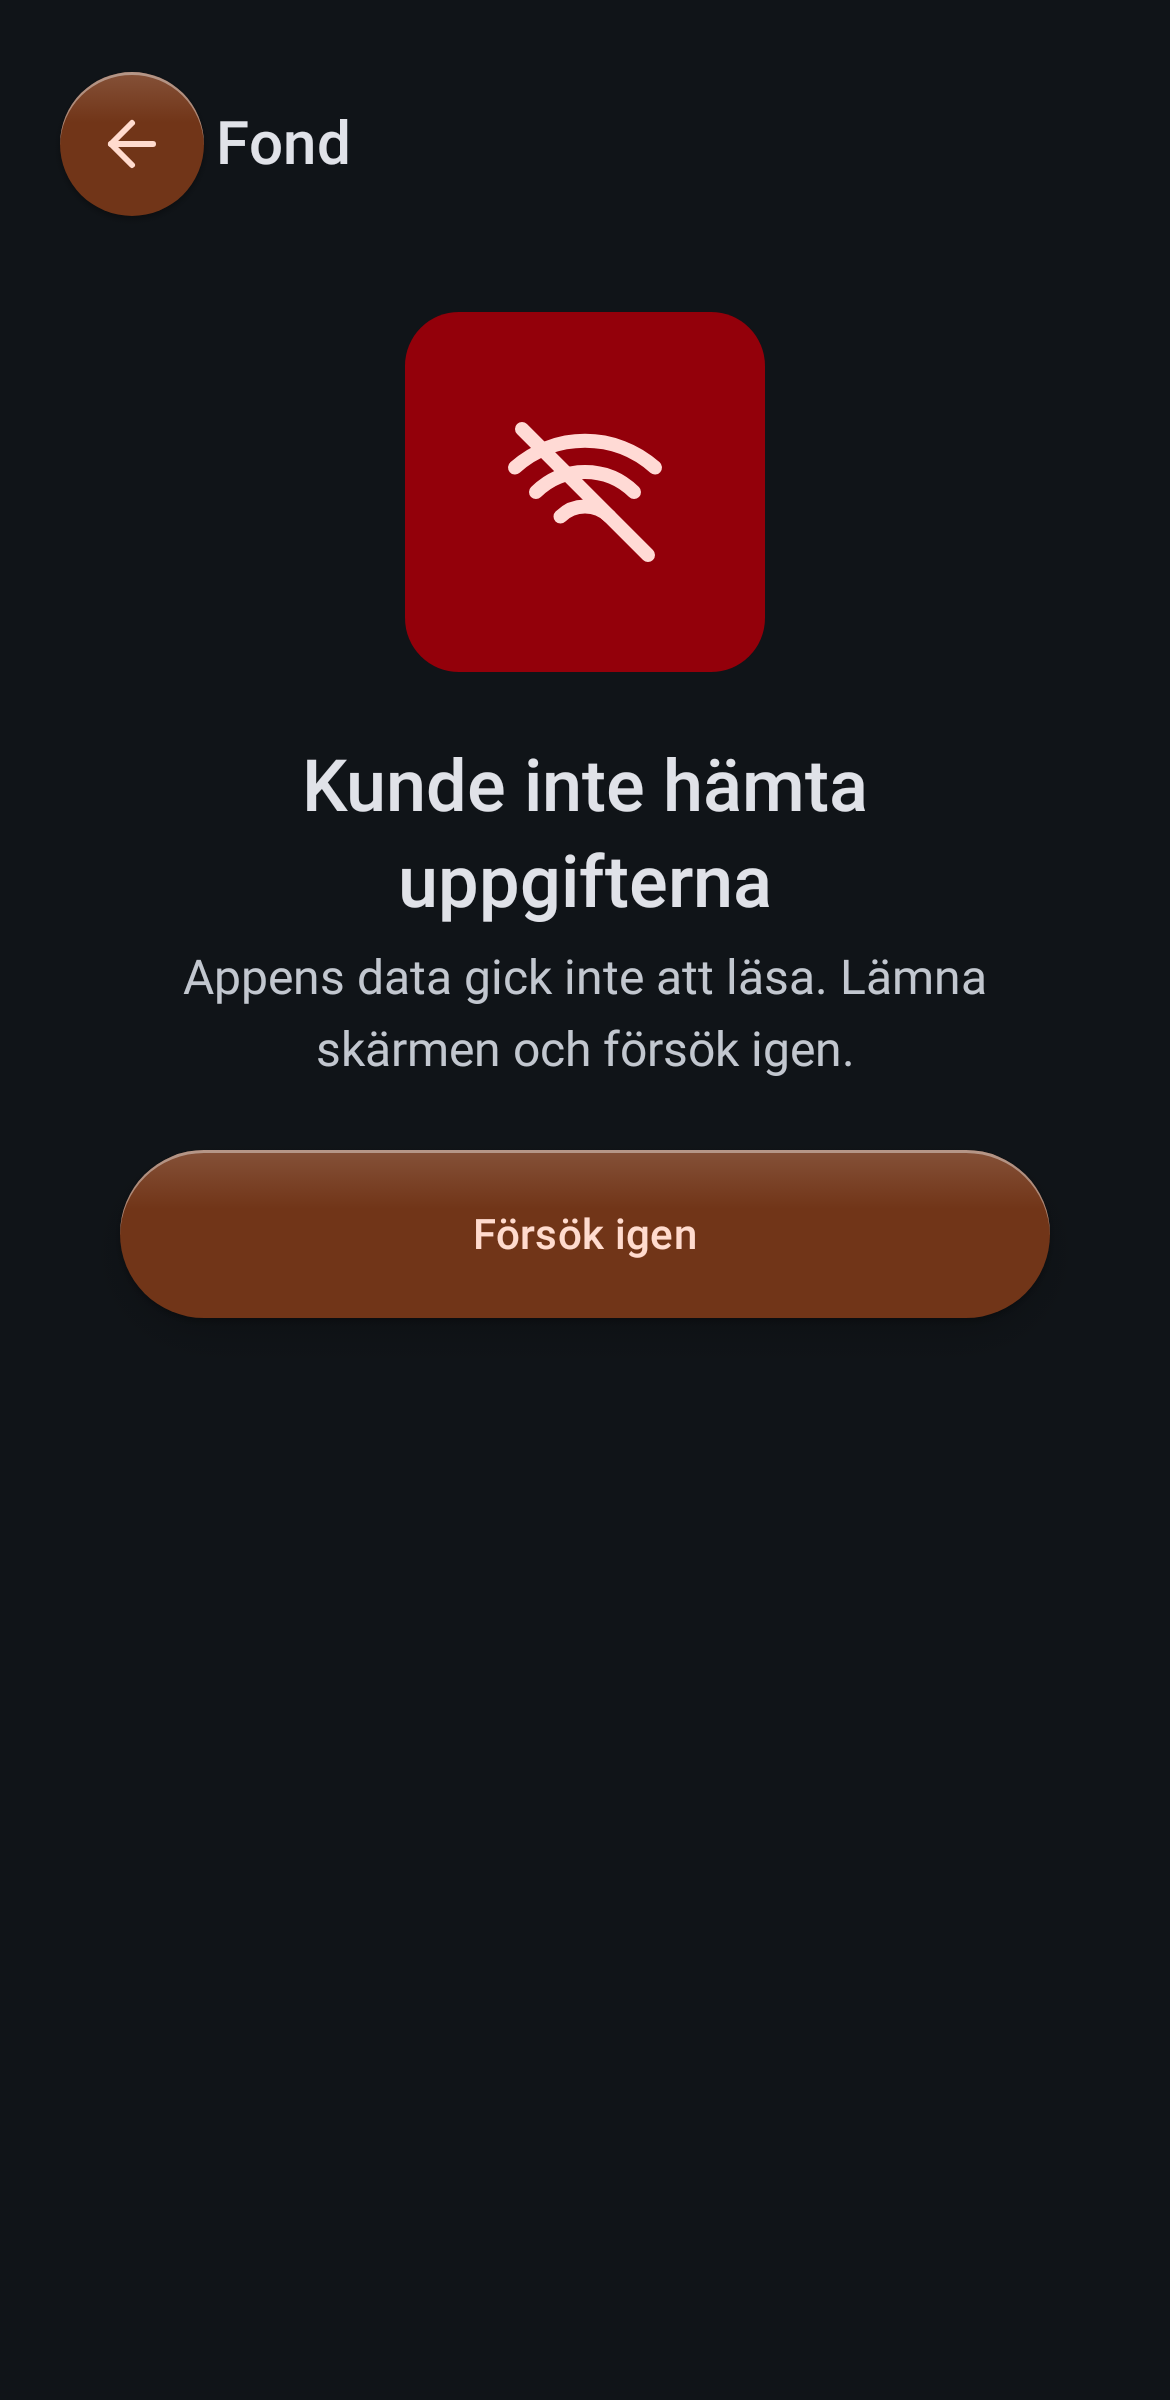 Fond
Kunde inte hämta
uppgifterna
Appens data gick inte att läsa. Lämna
skärmen och försök igen.
Försök igen